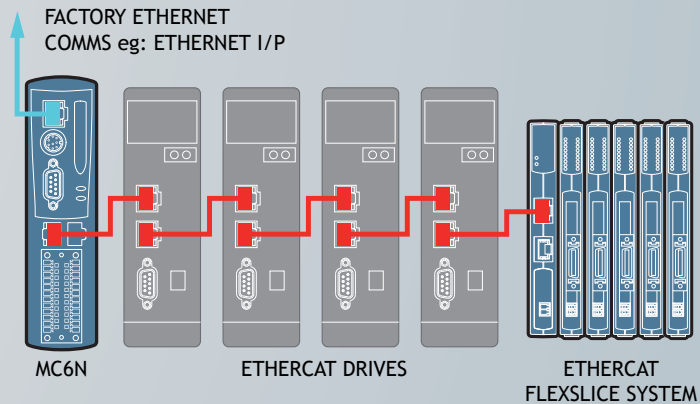 FACTORY ETHERNET
COMMS eg: ETHERNET I/P
MC6N
ETHERCAT DRIVES
ETHERCAT
FLEXSLICE SYSTEM